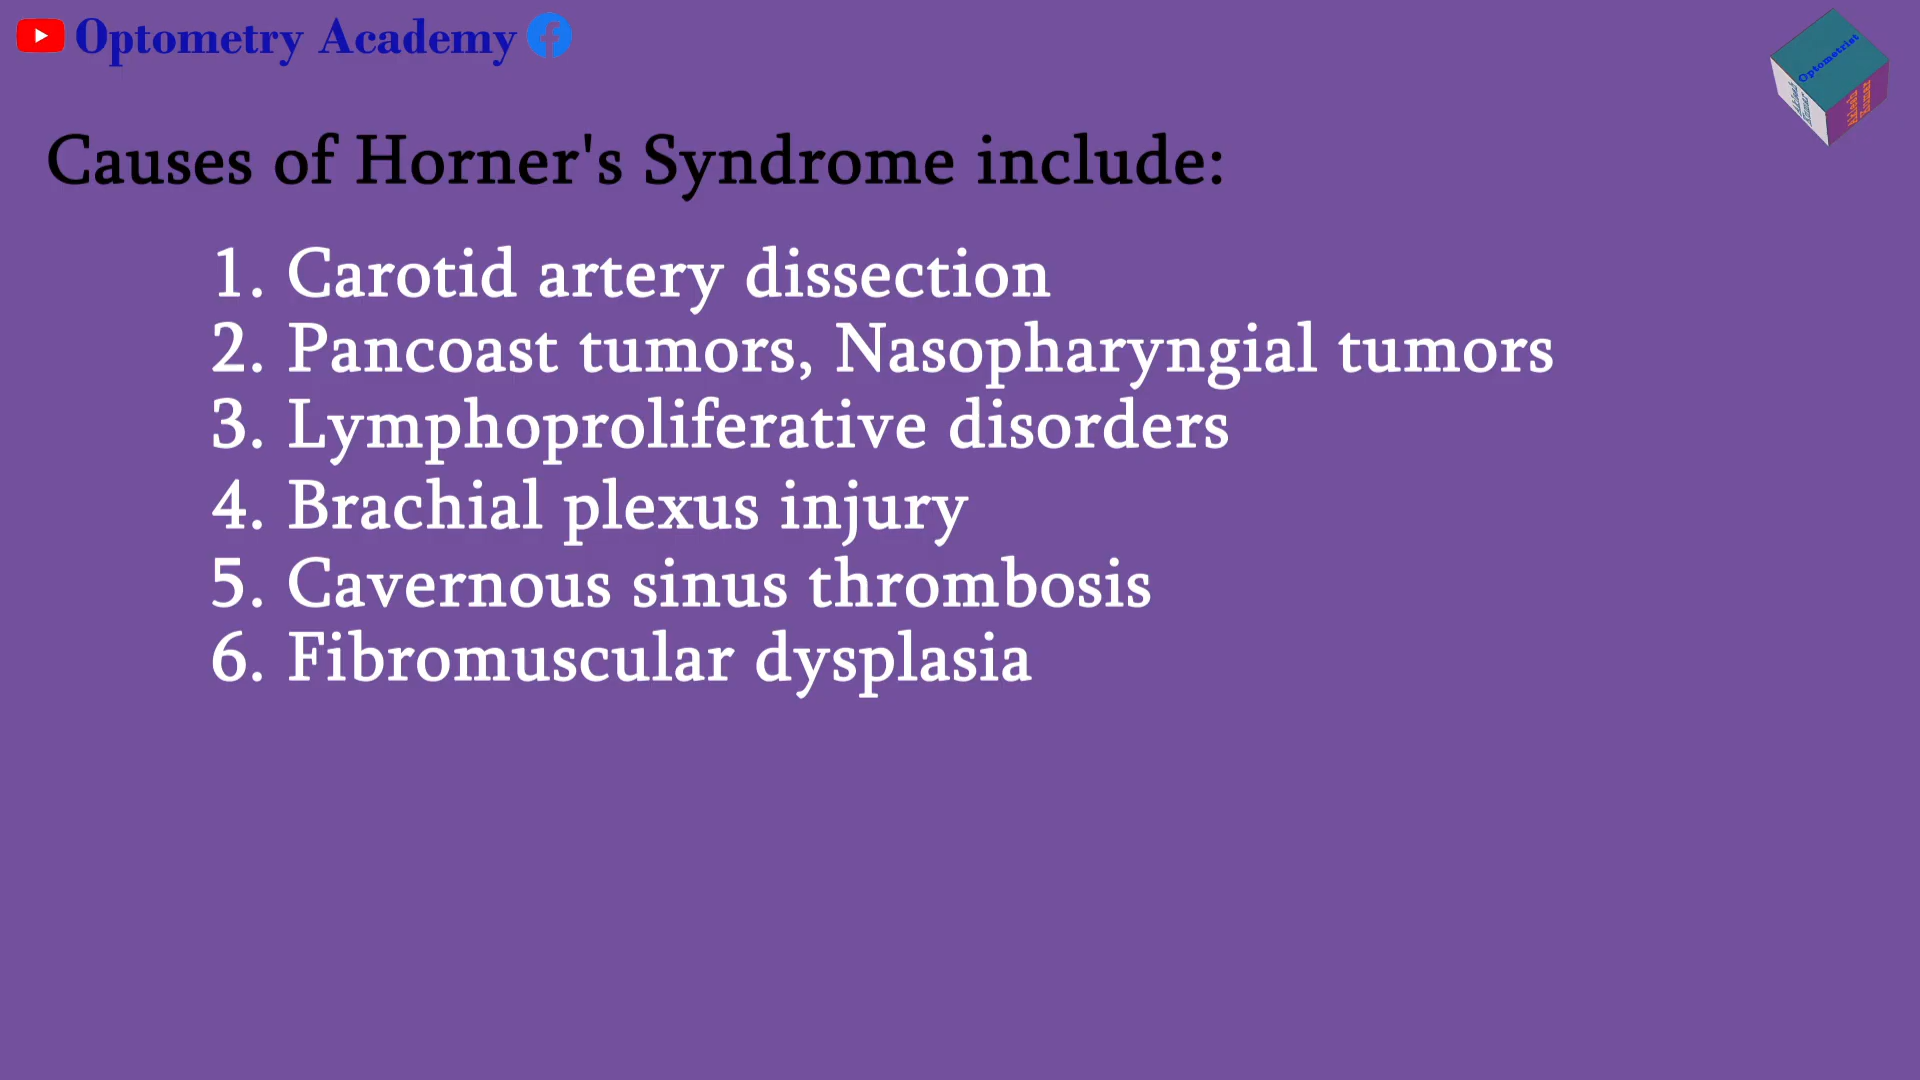 Optometry Academy
Optometrist
Causes of Horner's Syndrome include:
1. Carotid artery dissection
2. Pancoast tumors, Nasopharyngial tumors
3. Lymphoproliferative disorders
4. Brachial plexus injury
5. Cavernous sinus thrombosis
6. Fibromuscular dysplasia